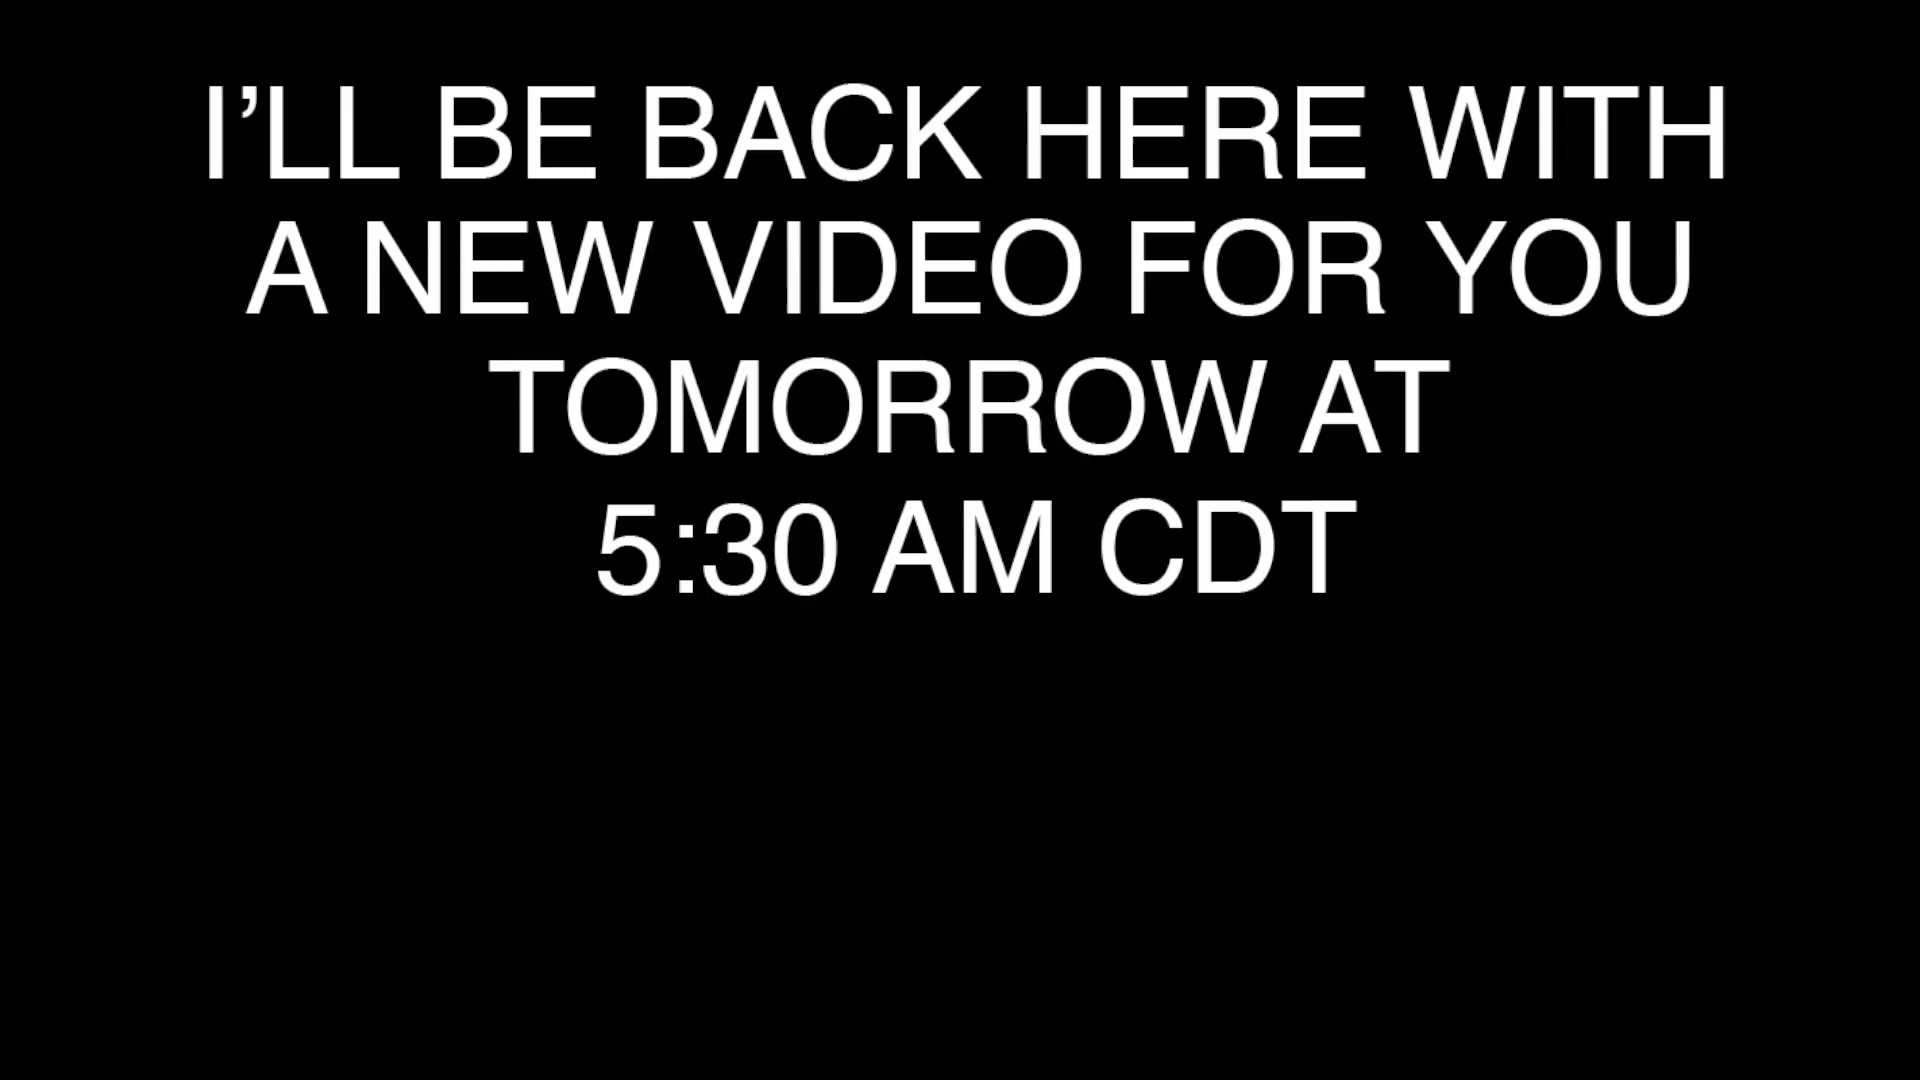 I’LL BE BACK HERE WITH
A NEW VIDEO FOR YOU
TOMORROW AT
5:30 AM CDT